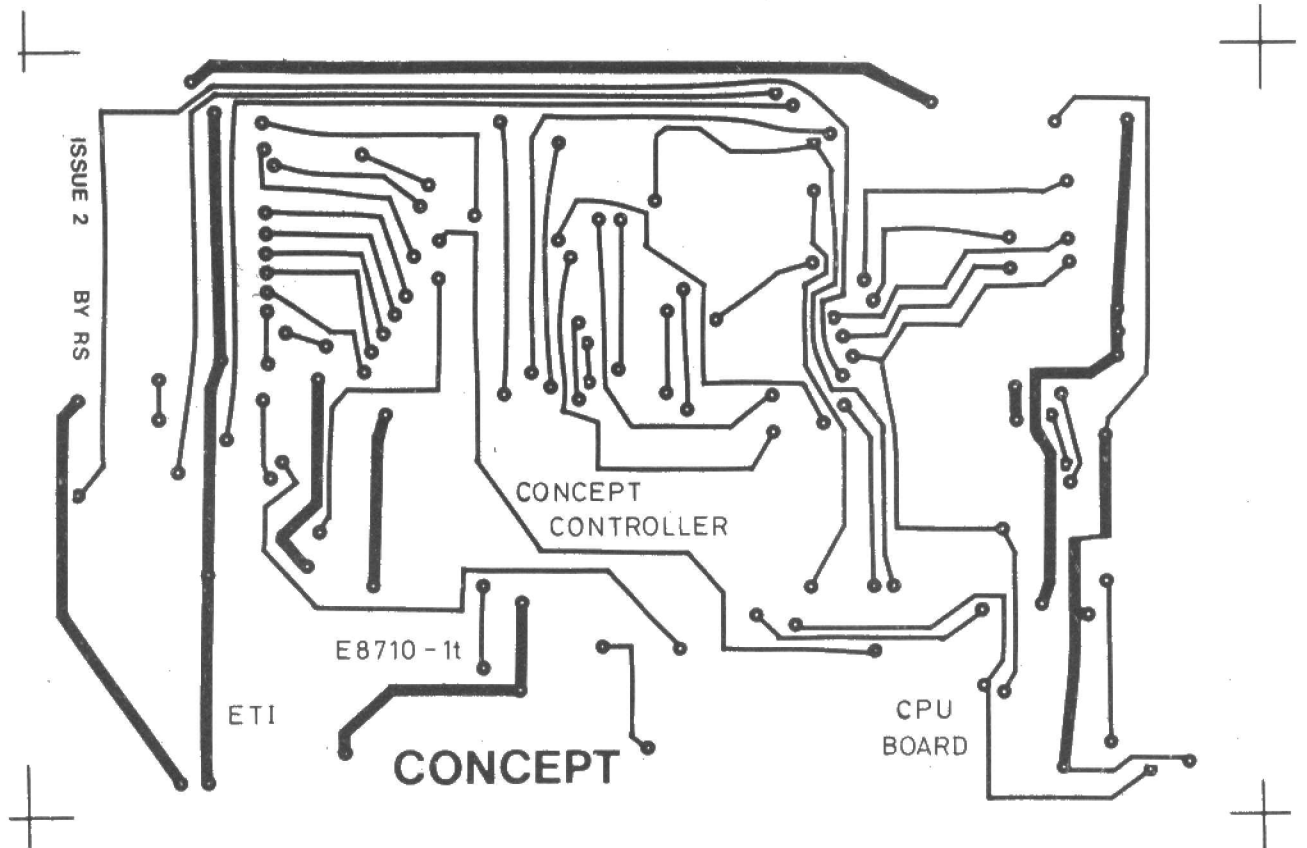 ISSUE 2 BY RS
CONCEPT
CONTROLLER
E8710-1t
ETI
CONCEPT
CPU
BOARD